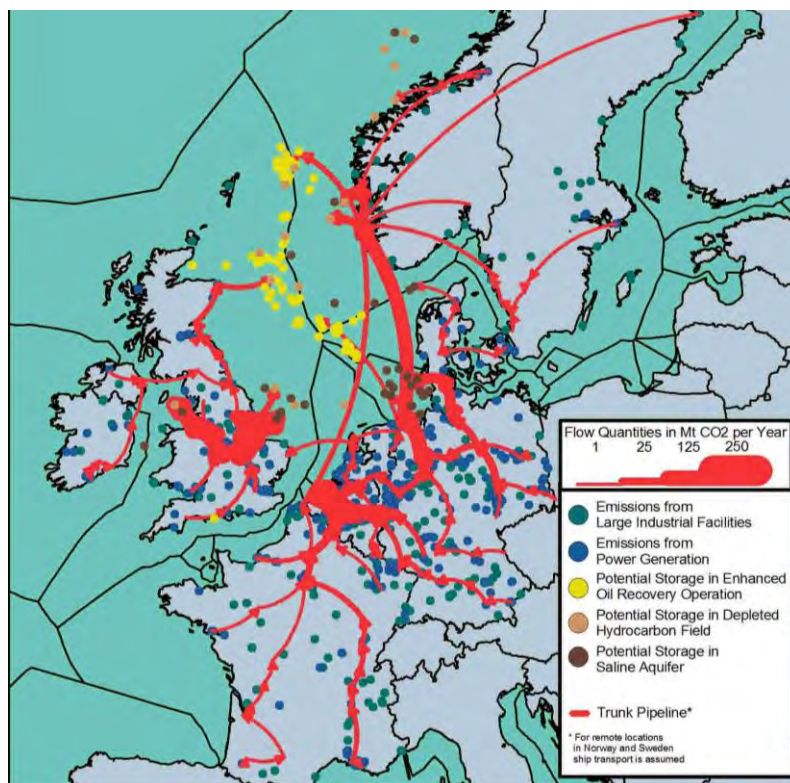 Flow Quantities in Mt CO2 per Year
1 25 125 250
Emissions from
Large Industrial Facilities
Emissions from
Power Generation
Potential Storage in Enhanced
Oil Recovery Operation
Potential Storage in Depleted
Hydrocarbon Field
Potential Storage in
Saline Aquifer
Trunk Pipeline*
* For remote locations
in Norway and Sweden
ship transport is assumed